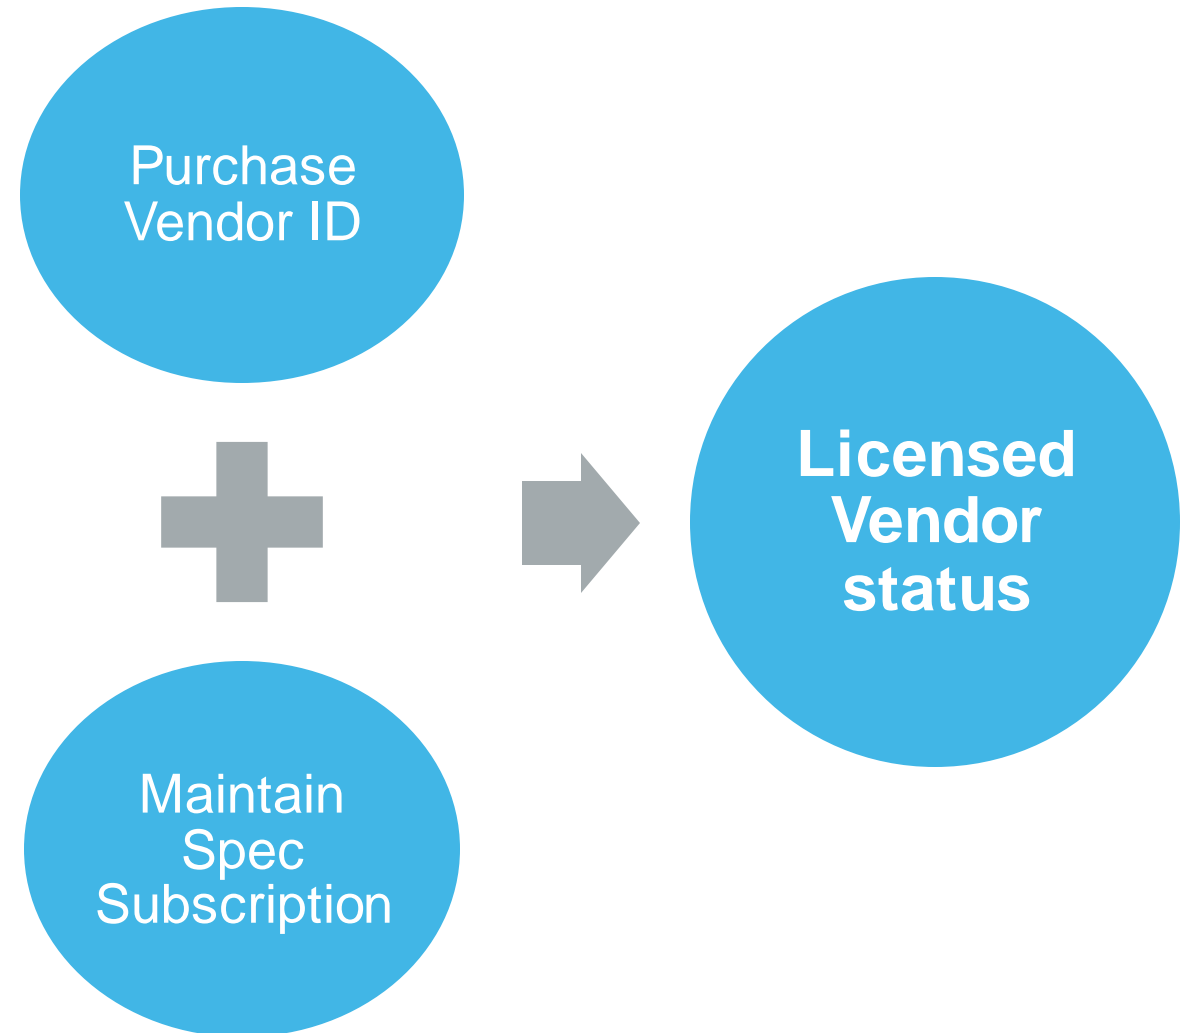 Purchase
Vendor ID
Licensed
Vendor
status
Maintain
Spec
Subscription